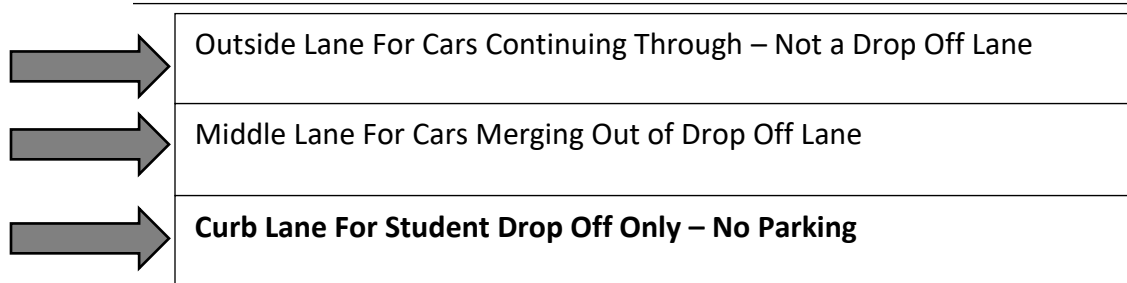 Outside Lane For Cars Continuing Through – Not a Drop Off Lane
Middle Lane For Cars Merging Out of Drop Off Lane
Curb Lane For Student Drop Off Only – No Parking